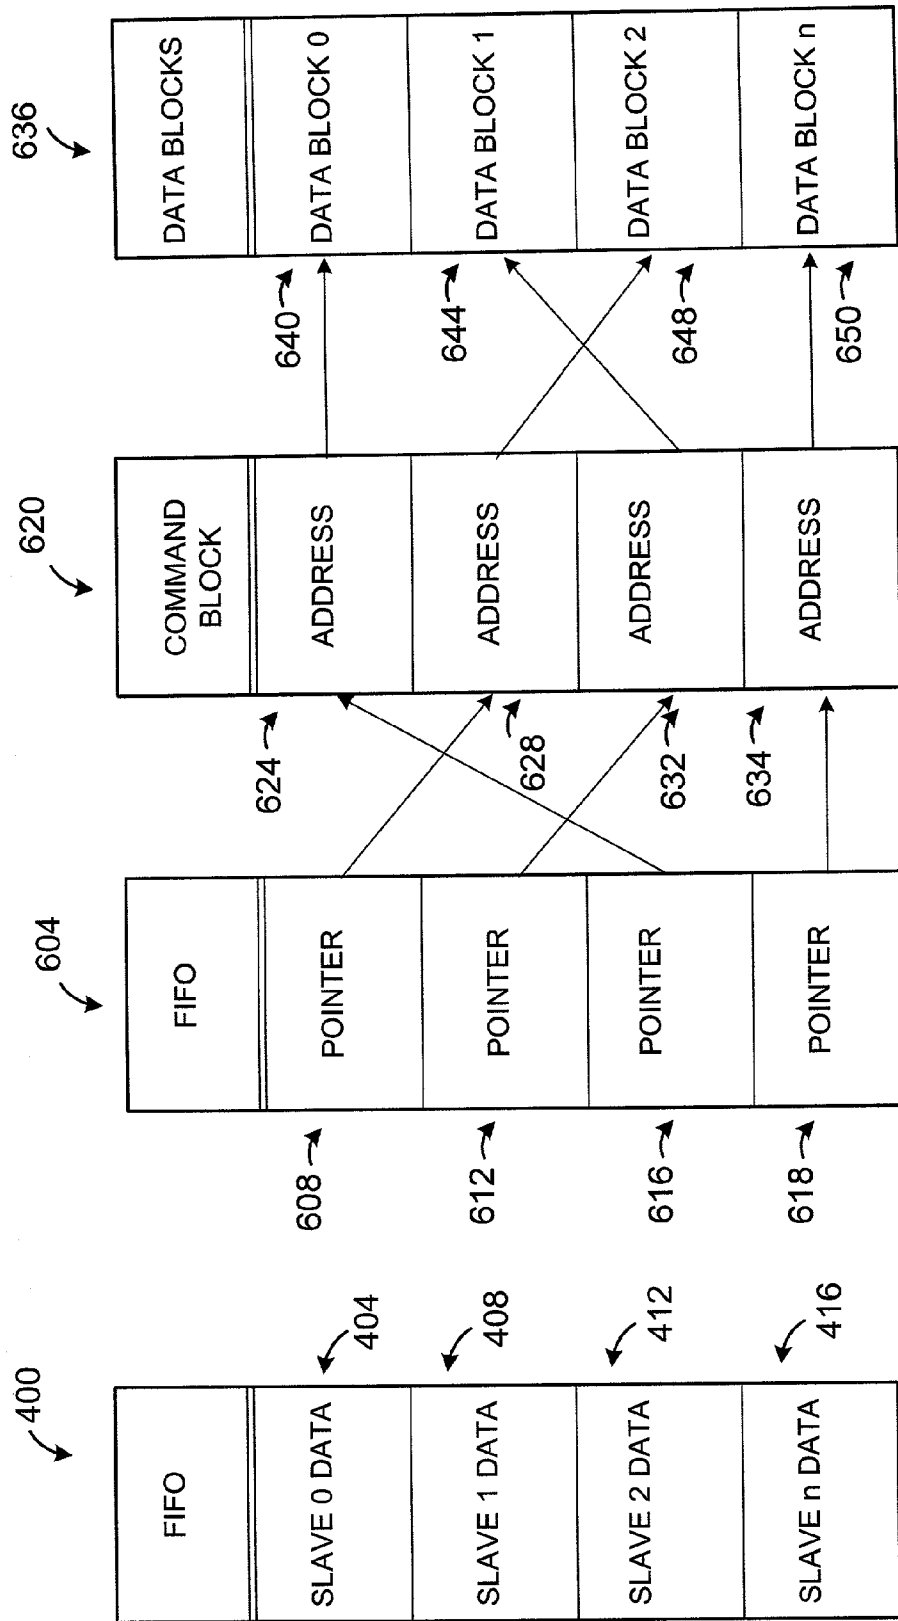 400
FIFO
SLAVE 0 DATA
404
SLAVE 1 DATA
408
SLAVE 2 DATA
412
SLAVE n DATA
416
604
FIFO
608
POINTER
612
POINTER
616
POINTER
618
POINTER
620
COMMAND
BLOCK
624
ADDRESS
628
ADDRESS
632
ADDRESS
634
ADDRESS
636
DATA BLOCKS
640
DATA BLOCK 0
644
DATA BLOCK 1
648
DATA BLOCK 2
650
DATA BLOCK n